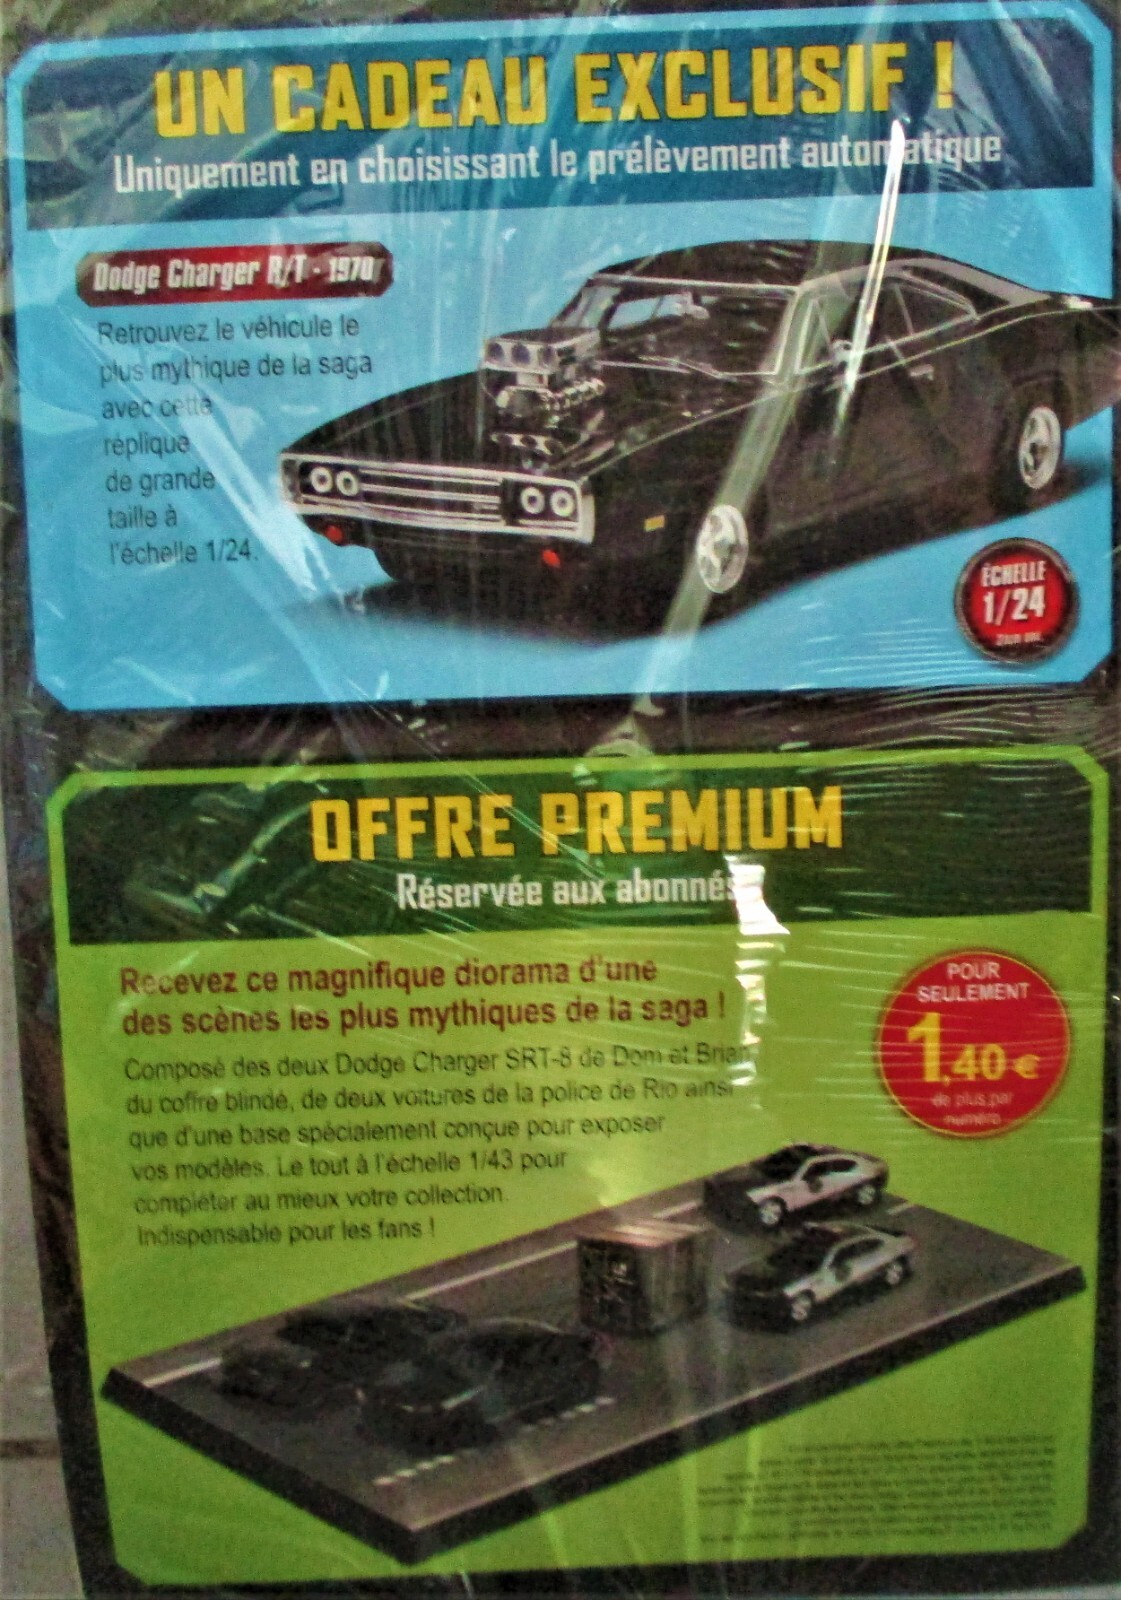 UN CADEAU EXCLUSIF !
Uniquement en choisissant le prélèvement automatique
Dodge Charger R/T - 1970
Retrouvez le véhicule le
plus mythique de la saga
avec cette
réplique
de grande
taille à
l'échelle 1/24.
ÉCHELLE
1/24
OFFRE PREMIUM
Réservée aux abonnés
Recevez ce magnifique diorama d'une
des scènes les plus mythiques de la saga !
POUR
SEULEMENT
1,40 €
de plus par
numéro
Composé des deux Dodge Charger SRT-8 de Dom et Brian,
du coffre blindé, de deux voitures de la police de Rio ainsi
que d'une base spécialement conçue pour exposer
vos modèles. Le tout à l'échelle 1/43 pour
compléter au mieux votre collection.
Indispensable pour les fans !